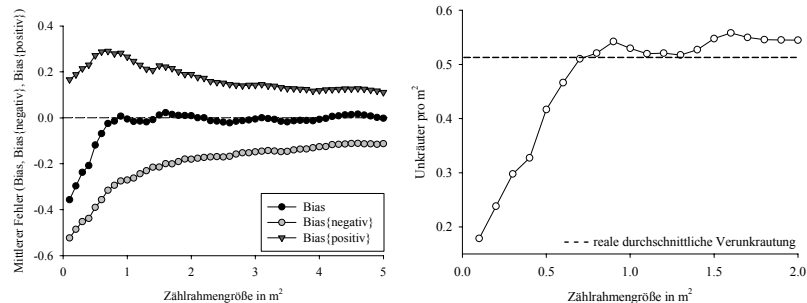 Mittlerer Fehler (Bias, Bias{negativ}, Bias{positiv}
0.4
0.2
0.0
-0.2
-0.4
-0.6
0
1
2
3
4
5
Bias
Bias{negativ}
Bias{positiv}
Zählrahmengröße in m²
Unkräuter pro m²
0.6
0.5
0.4
0.3
0.2
0.0
0.5
1.0
1.5
2.0
reale durchschnittliche Verunkrautung
Zählrahmengröße in m²